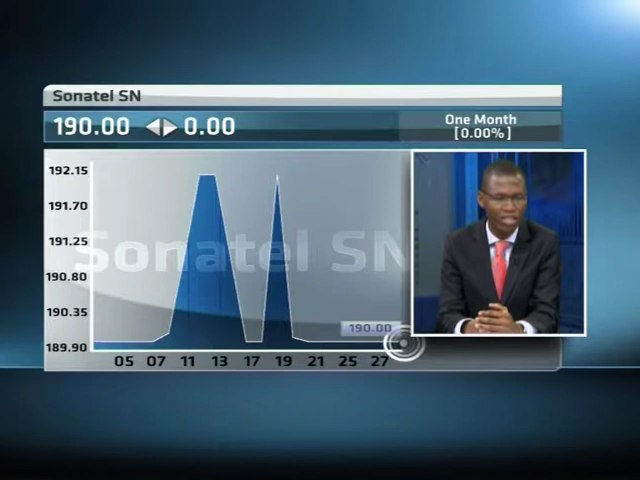 Sonatel SN
190.00 0.00
One Month
[0.00%]
192.15
191.70
191.25
190.80
190.35
189.90
Sonatel SN
190.00
05 07 11 13 17 19 21 25 27